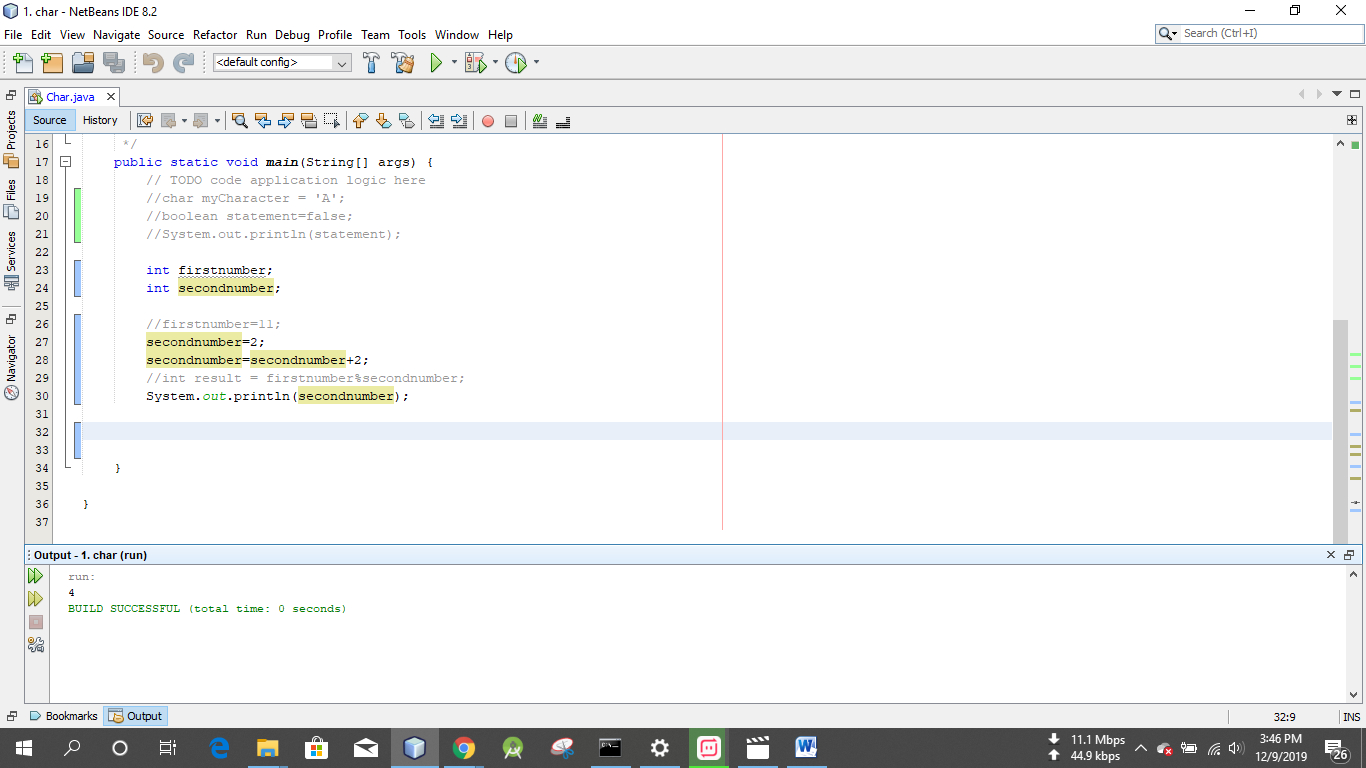 1. char - NetBeans IDE 8.2
File Edit View Navigate Source Refactor Run Debug Profile Team Tools Window Help
Search (Ctrl+I)
<default config>
Char.java
Source History
Projects
Files
Services
Navigator
16 */
17 public static void main(String[] args) {
18 // TODO code application logic here
19 //char myCharacter = 'A';
20 //boolean statement=false;
21 //System.out.println(statement);
22
23 int firstnumber;
24 int secondnumber;
25
26 //firstnumber=11;
27 secondnumber=2;
28 secondnumber=secondnumber+2;
29 //int result = firstnumber%secondnumber;
30 System.out.println(secondnumber);
31
32
33
34 }
35
36 }
37
Output - 1. char (run)
run:
4
BUILD SUCCESSFUL (total time: 0 seconds)
Bookmarks Output
32:9 INS
11.1 Mbps
44.9 kbps
3:46 PM
12/9/2019
26